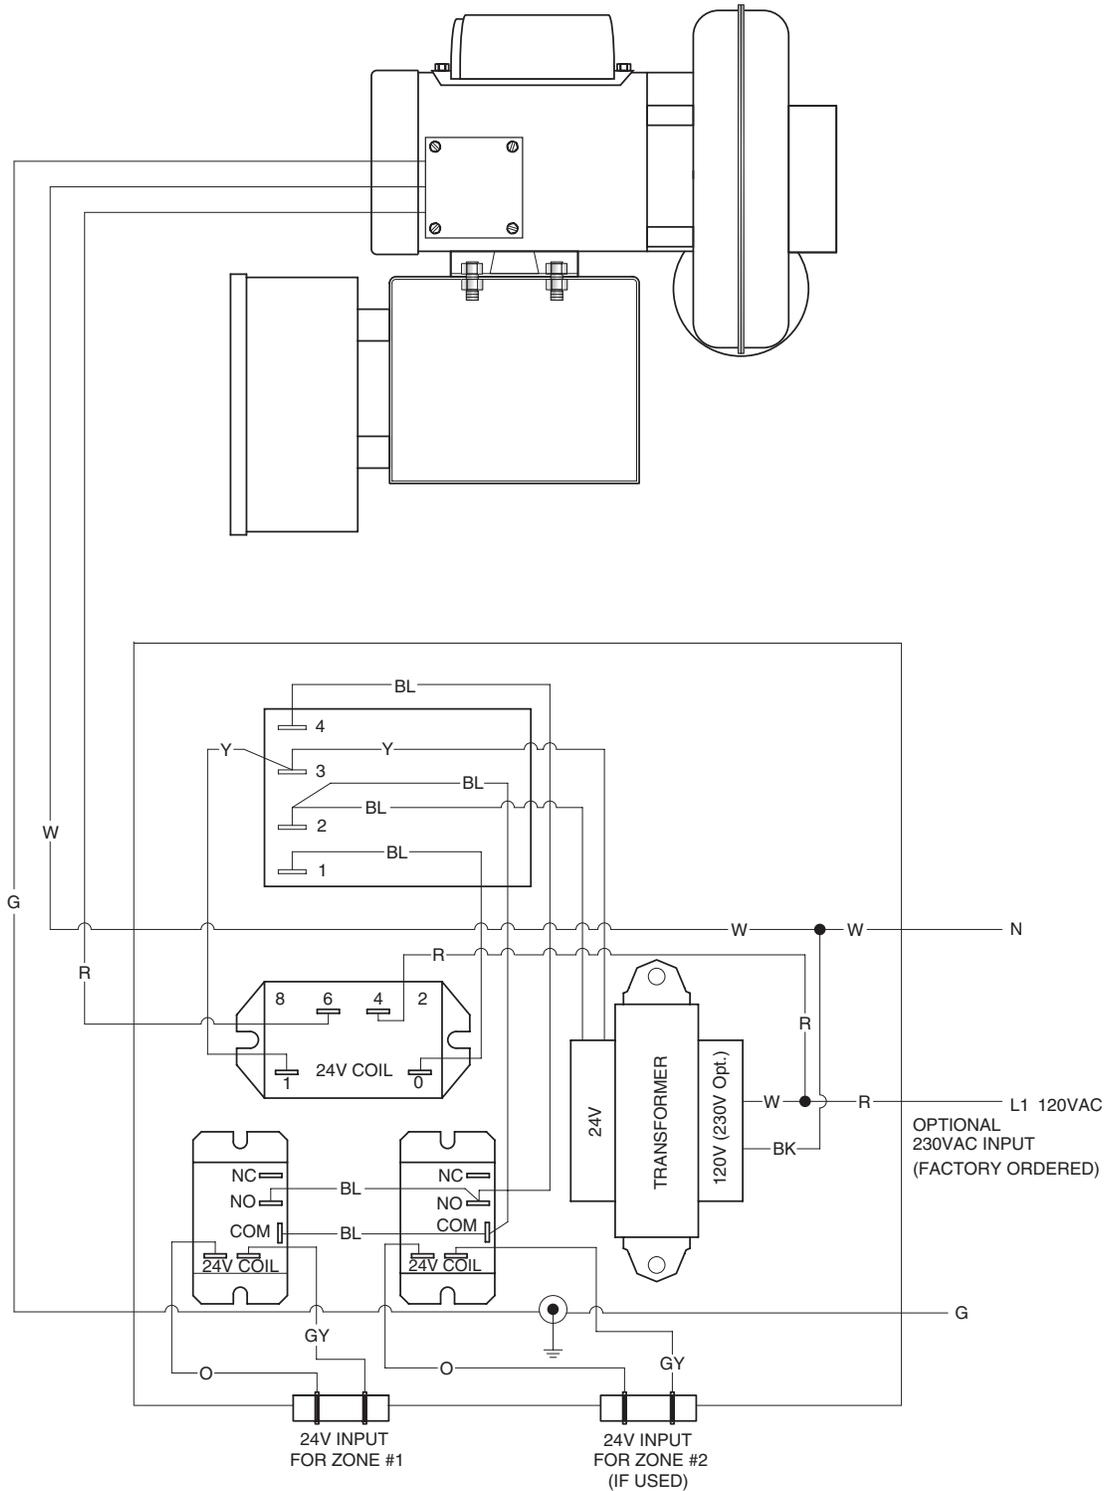 BL
4
Y
Y
3
BL
BL
2
BL
1
W
G
W
W
N
R
R
8
6
4
2
R
24V COIL
1
0
24V
TRANSFORMER
120V (230V Opt.)
W
R
L1 120VAC
OPTIONAL
230VAC INPUT
(FACTORY ORDERED)
BK
NC
NC
NO
BL
NO
COM
BL
COM
24V COIL
24V COIL
G
GY
GY
O
O
24V INPUT
FOR ZONE #1
24V INPUT
FOR ZONE #2
(IF USED)